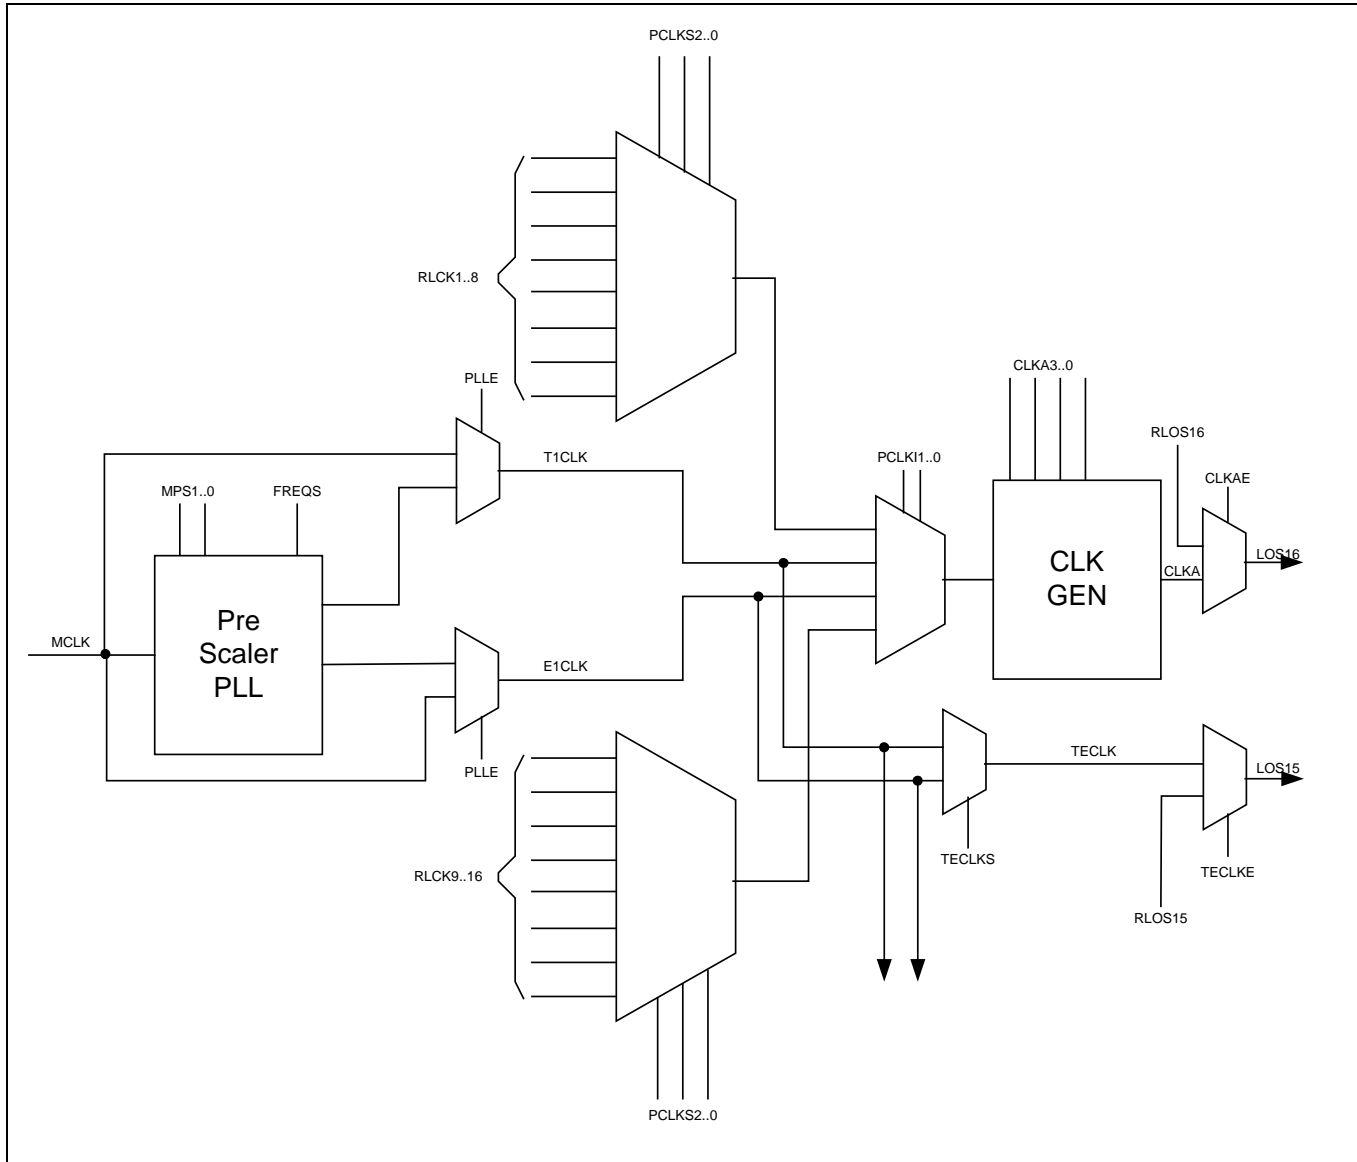 PCLKS2..0
RLCK1..8
CLKA3..0
PLLE
RLOS16
T1CLK
PCLKI1..0
CLKAE
MPS1..0
FREQS
LOS16
CLK
GEN
CLKA
Pre
Scaler
PLL
MCLK
E1CLK
TECLK
LOS15
PLLE
TECLKS
TECLKE
RLCK9..16
RLOS15
PCLKS2..0